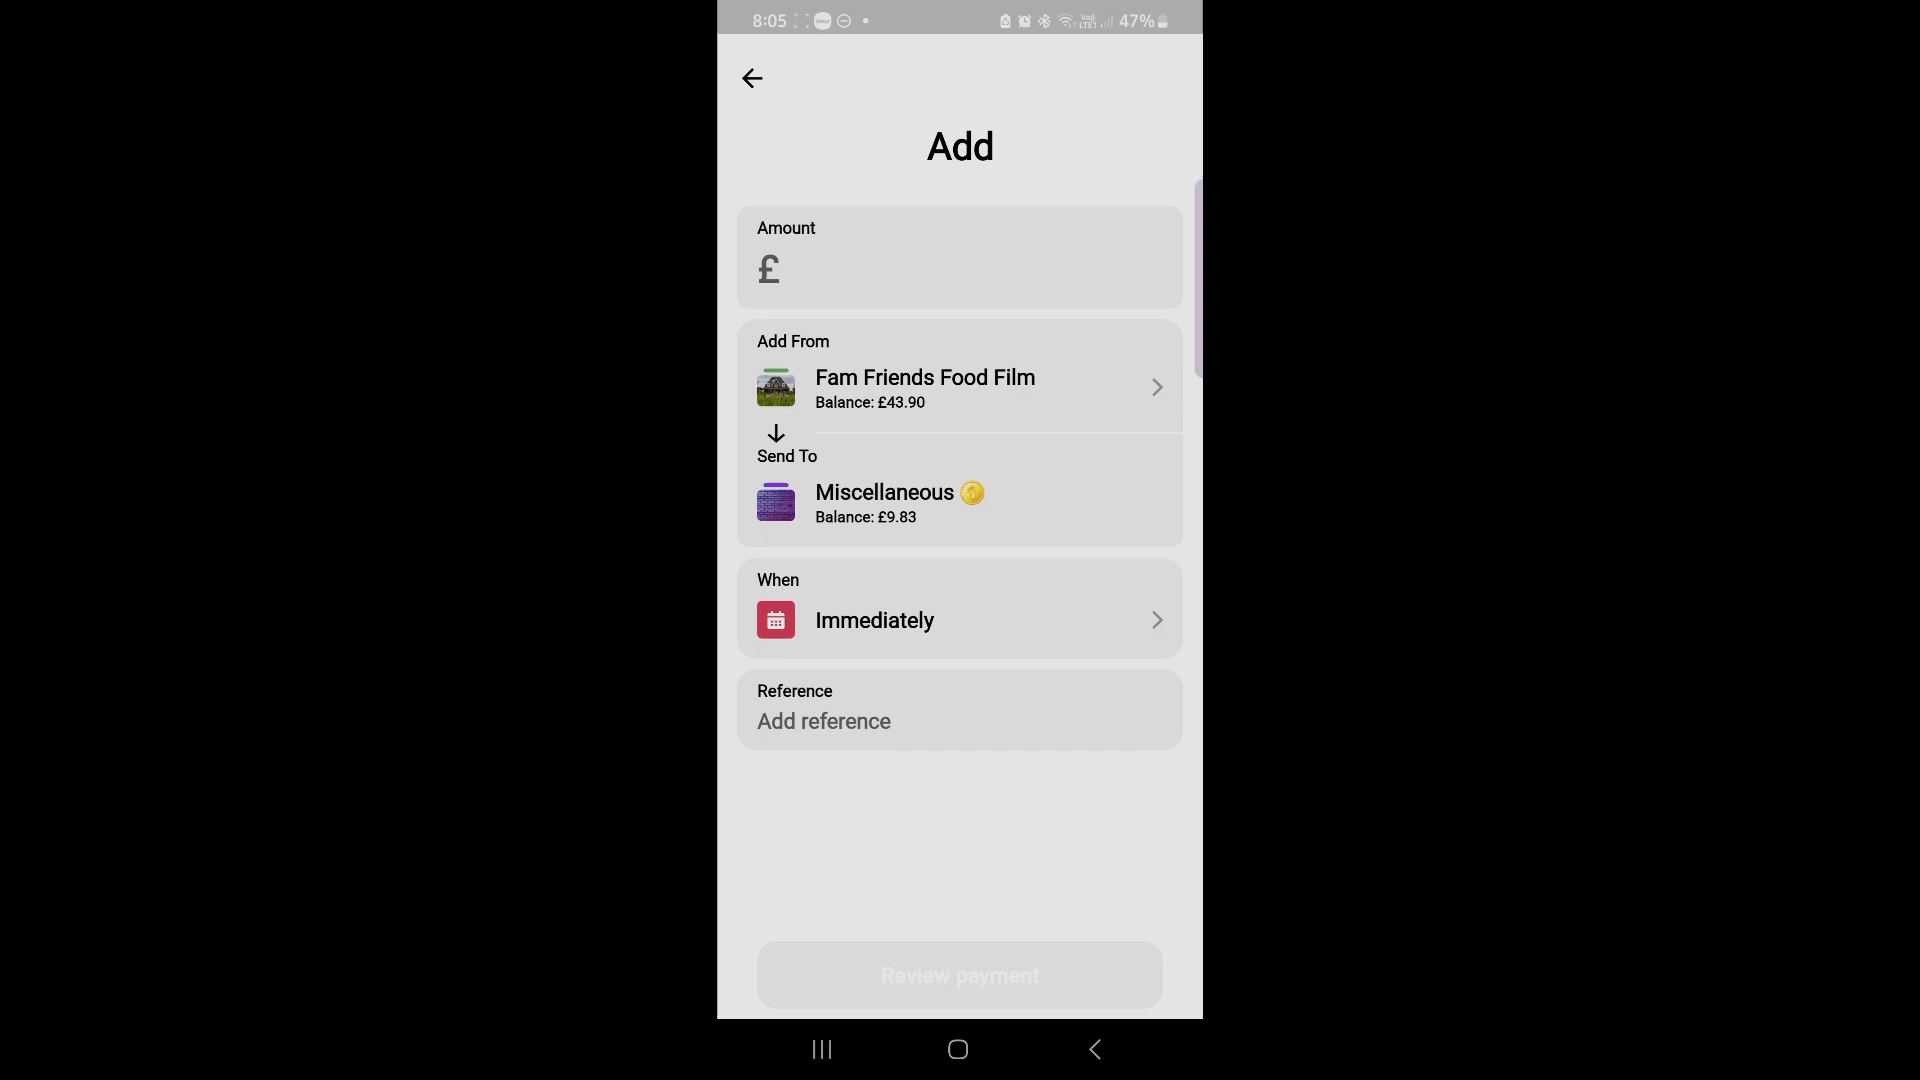 8:05
47%
Add
Amount
£
Add From
Fam Friends Food Film
Balance: £43.90
Send To
Miscellaneous
Balance: £9.83
When
Immediately
Reference
Add reference
Review payment